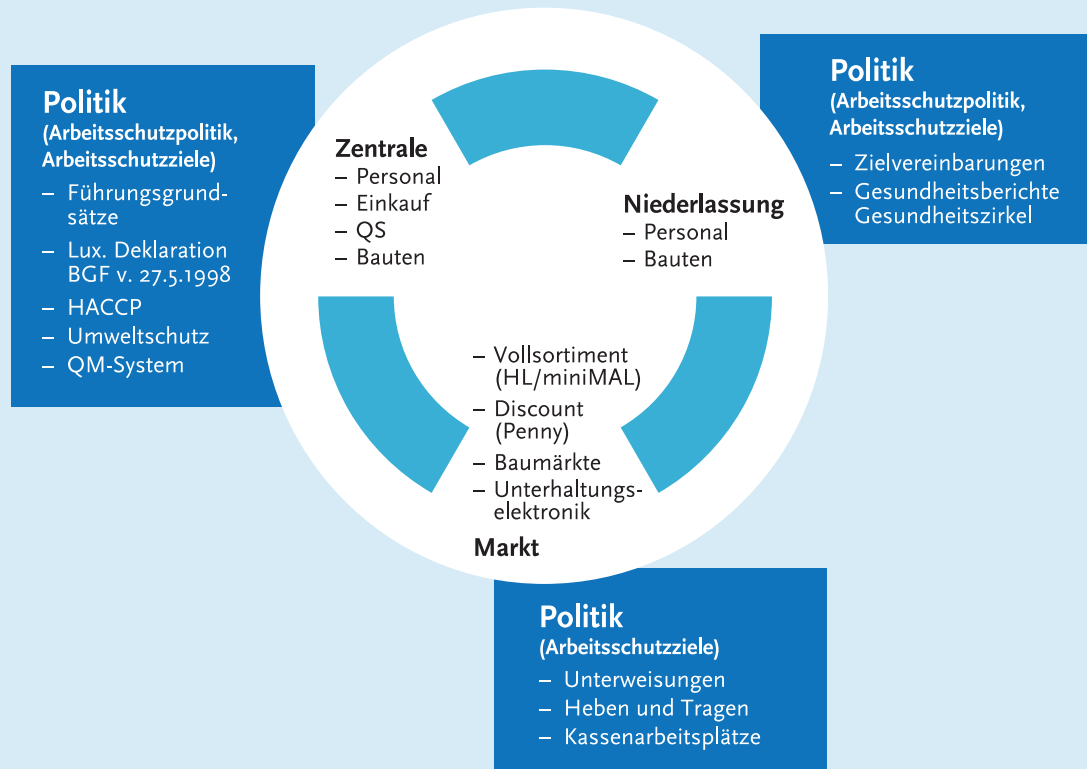 Politik
(Arbeitsschutzpolitik,
Arbeitsschutzziele)
– Führungsgrund-
sätze
– Lux. Deklaration
BGF v. 27.5.1998
– HACCP
– Umweltschutz
– QM-System
Zentrale
– Personal
– Einkauf
– QS
– Bauten
Niederlassung
– Personal
– Bauten
Politik
(Arbeitsschutzpolitik,
Arbeitsschutzziele)
– Zielvereinbarungen
– Gesundheitsberichte
Gesundheitszirkel
– Vollsortiment
(HL/miniMAL)
– Discount
(Penny)
– Baumärkte
– Unterhaltungs-
elektronik
Markt
Politik
(Arbeitsschutzziele)
– Unterweisungen
– Heben und Tragen
– Kassenarbeitsplätze